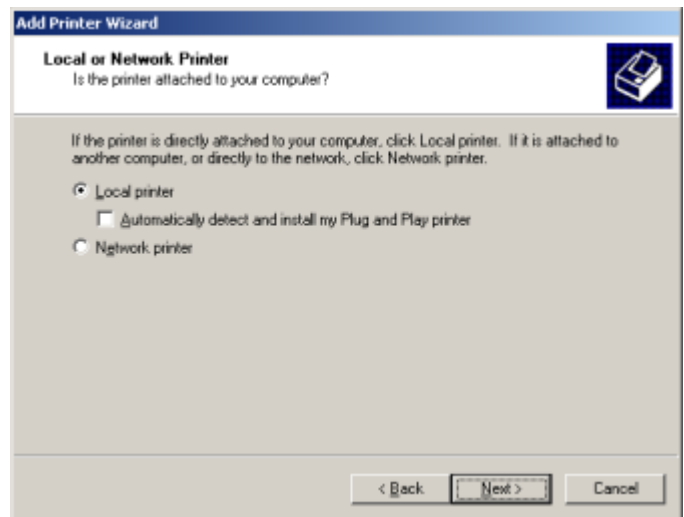 Add Printer Wizard
Local or Network Printer
Is the printer attached to your computer?
If the printer is directly attached to your computer, click Local printer. If it is attached to
another computer, or directly to the network, click Network printer.
Local printer
Automatically detect and install my Plug and Play printer
Network printer
< Back Next > Cancel